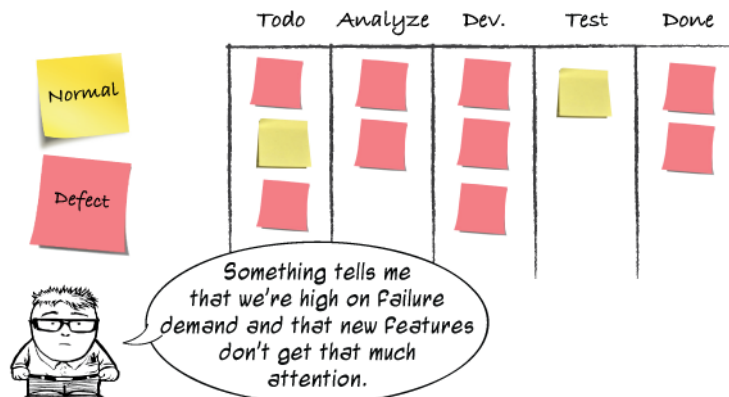 Todo Analyze Dev. Test Done
Normal
Defect
Something tells me
that we're high on failure
demand and that new features
don't get that much
attention.